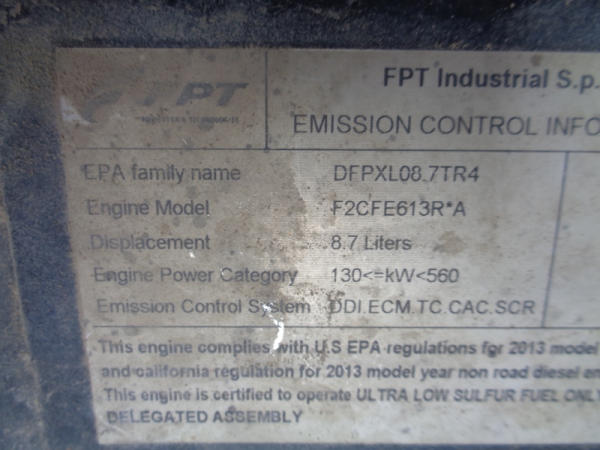 FPT
FPT Industrial S.p.
EMISSION CONTROL INFO
EPA family name DFPXL08.7TR4
Engine Model F2CFE613R*A
Displacement 8.7 Liters
Engine Power Category 130<=kW<560
Emission Control System DDI.ECM.TC.CAC.SCR
This engine complies with U.S EPA regulations for 2013 model
and california regulation for 2013 model year non road diesel en
This engine is certified to operate ULTRA LOW SULFUR FUEL ONLY
DELEGATED ASSEMBLY